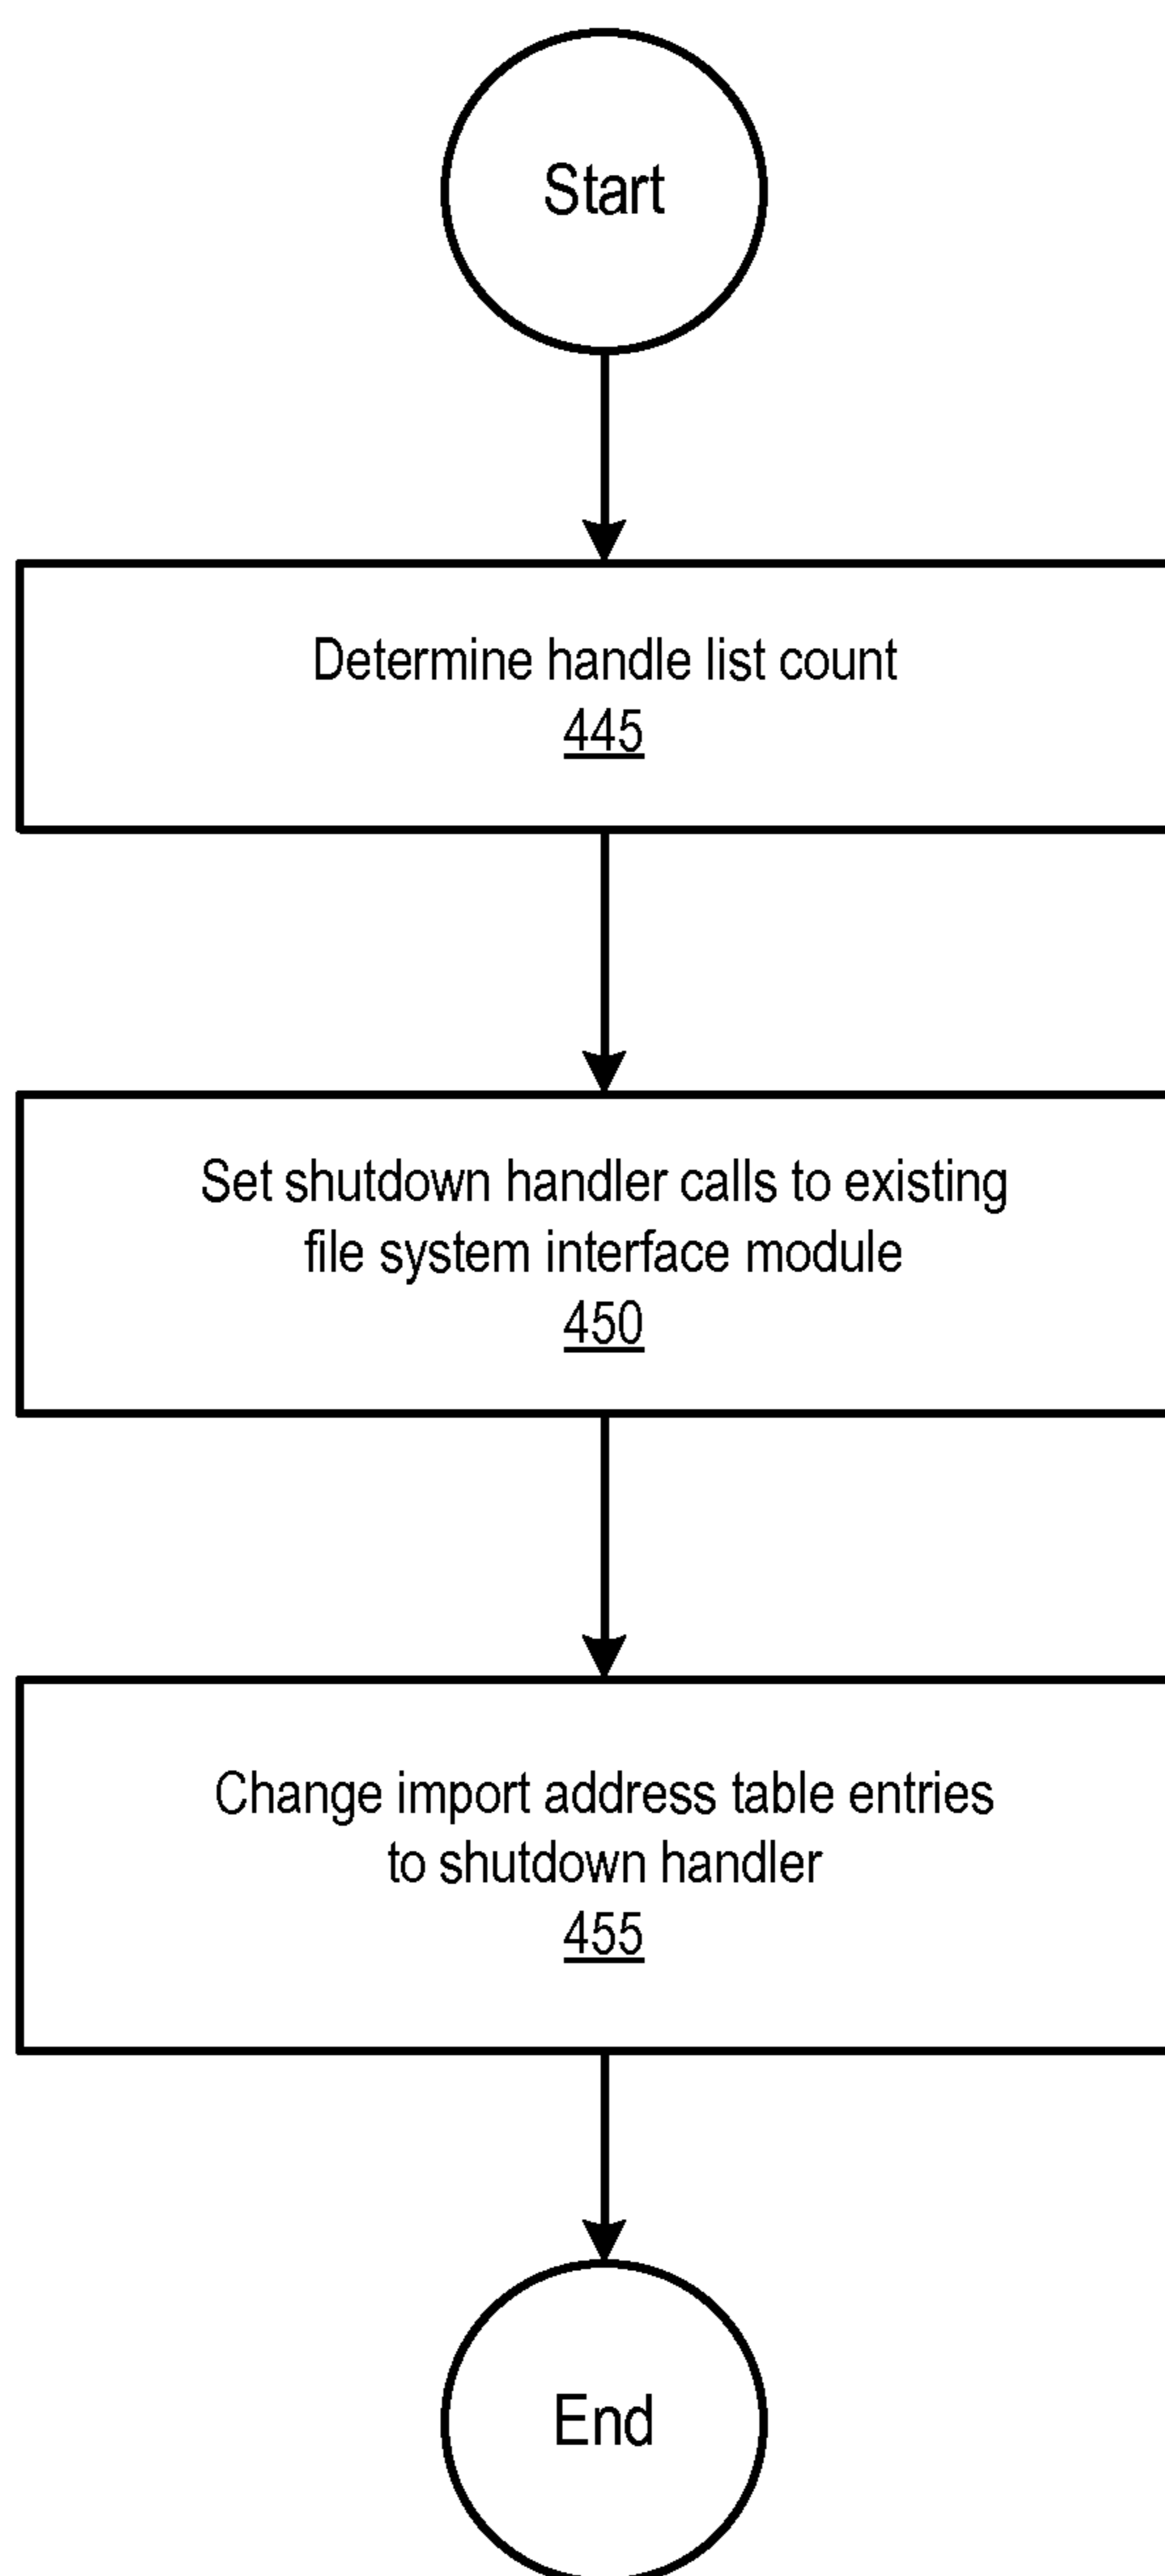 Start
Determine handle list count
445
Set shutdown handler calls to existing
file system interface module
450
Change import address table entries
to shutdown handler
455
End